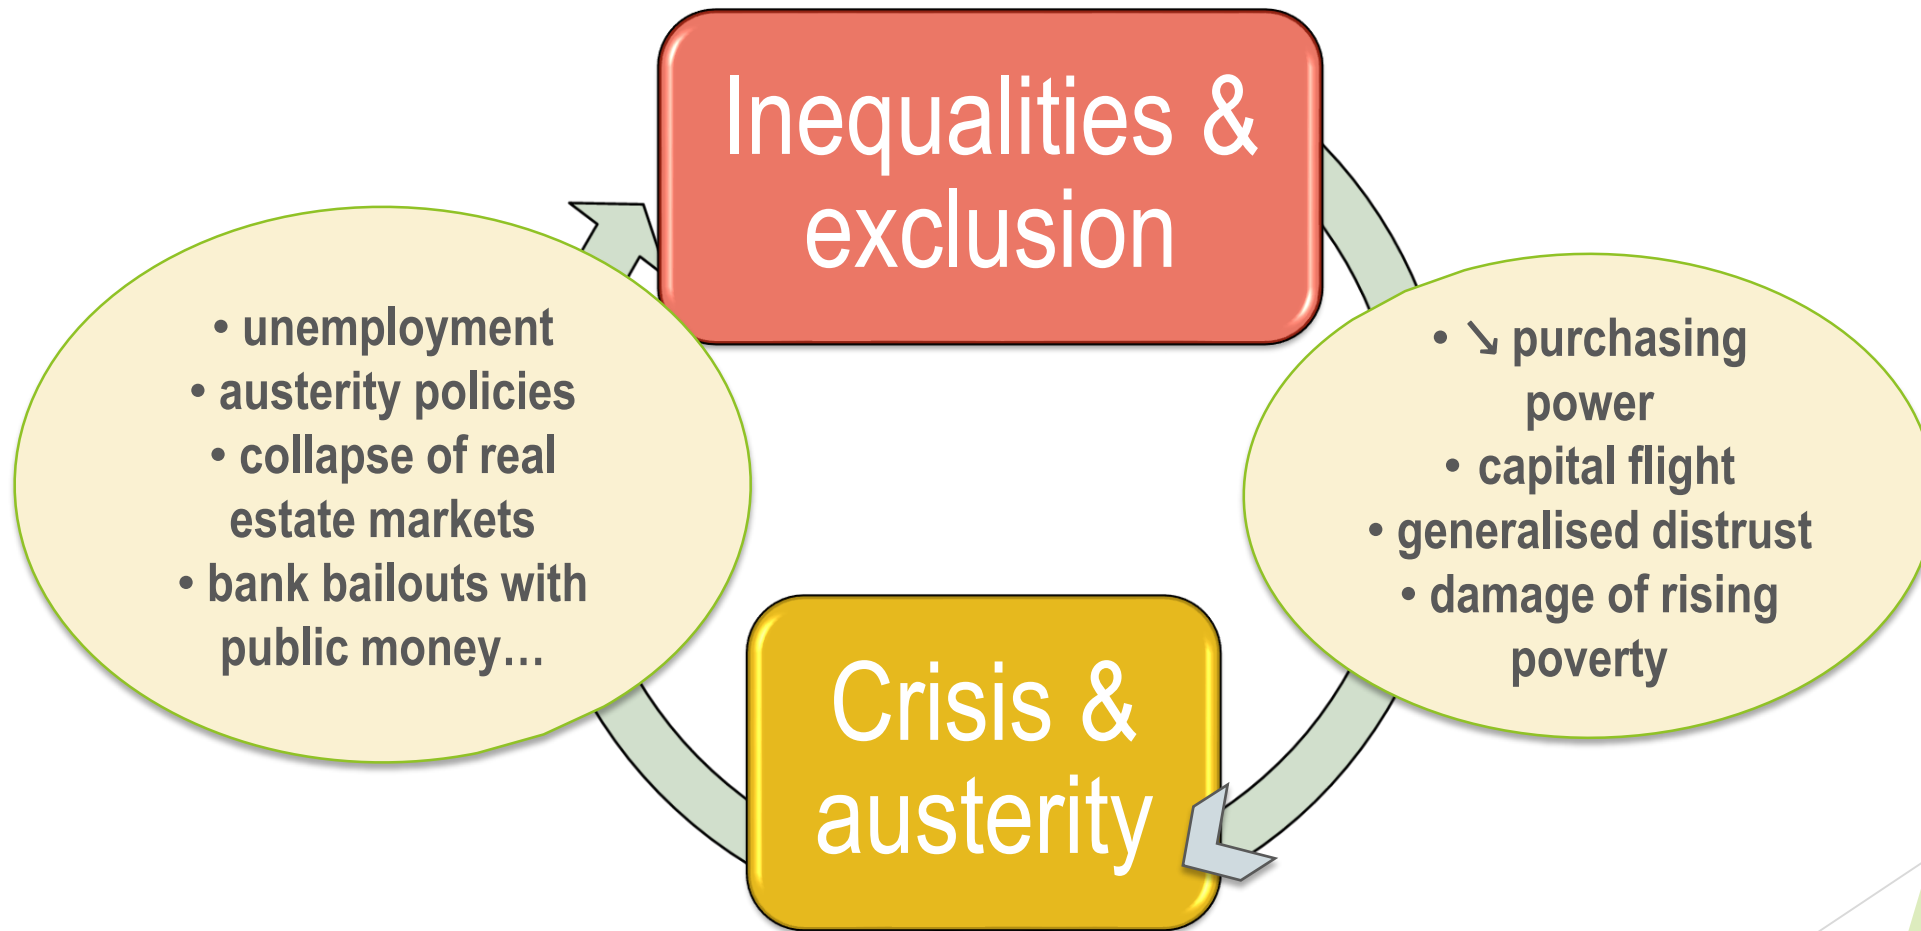 Inequalities &
exclusion
• unemployment
• austerity policies
• collapse of real
estate markets
• bank bailouts with
public money…
• ↘ purchasing
power
• capital flight
• generalised distrust
• damage of rising
poverty
Crisis &
austerity